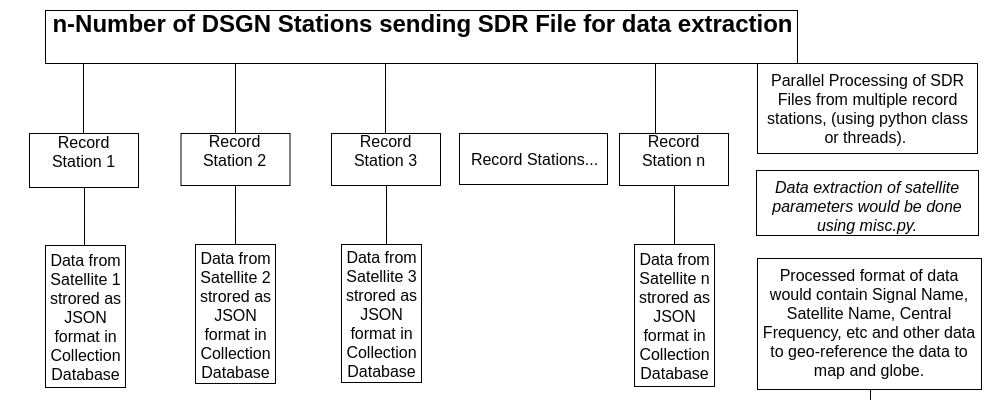 n-Number of DSGN Stations sending SDR File for data extraction
Parallel Processing of SDR
Files from multiple record
stations, (using python class
or threads).
Record
Station 1
Record
Station 2
Record
Station 3
Record Stations...
Record
Station n
Data extraction of satellite
parameters would be done
using misc.py.
Data from
Satellite 1
strored as
JSON
format in
Collection
Database
Data from
Satellite 2
strored as
JSON
format in
Collection
Database
Data from
Satellite 3
strored as
JSON
format in
Collection
Database
Data from
Satellite n
strored as
JSON
format in
Collection
Database
Processed format of data
would contain Signal Name,
Satellite Name, Central
Frequency, etc and other data
to geo-reference the data to
map and globe.